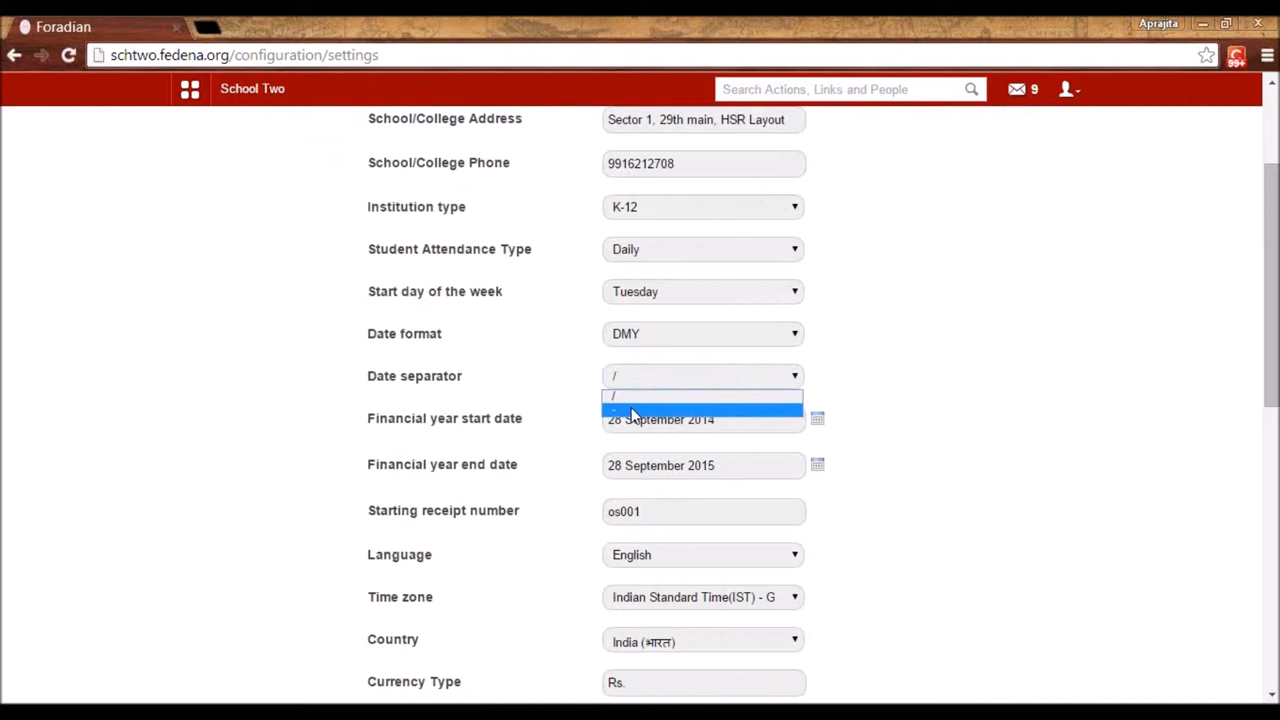 Foradian
Aprajita
schtwo.fedena.org/configuration/settings
99+
School Two
Search Actions, Links and People
9
School/College Address
Sector 1, 29th main, HSR Layout
School/College Phone
9916212708
Institution type
K-12
Student Attendance Type
Daily
Start day of the week
Tuesday
Date format
DMY
Date separator
/
/
-
Financial year start date
28 September 2014
Financial year end date
28 September 2015
Starting receipt number
os001
Language
English
Time zone
Indian Standard Time(IST) - G
Country
India (भारत)
Currency Type
Rs.